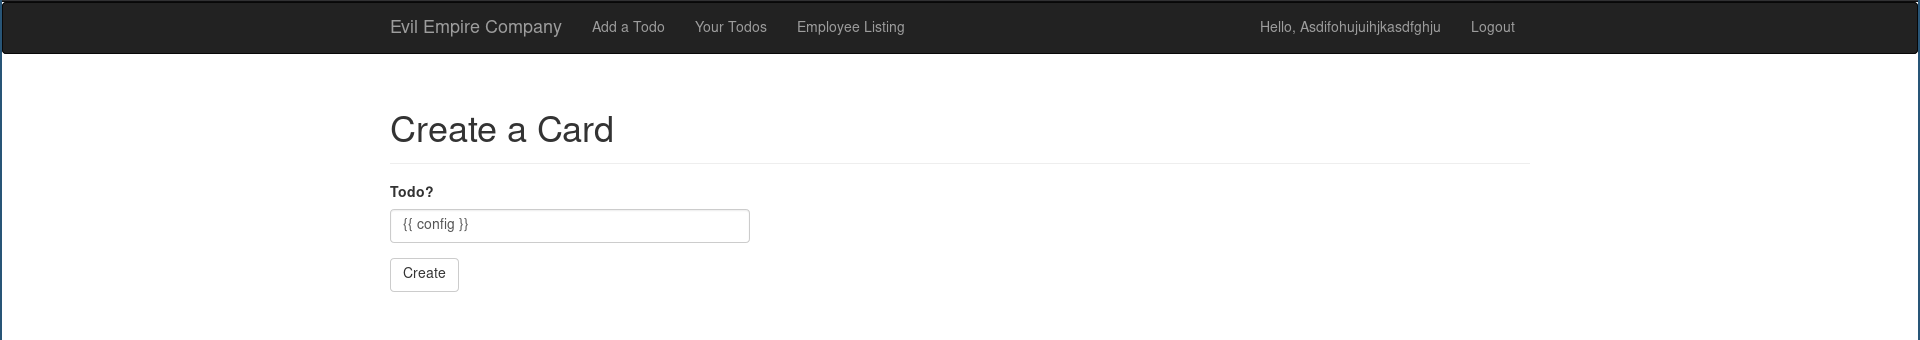 Evil Empire Company Add a Todo Your Todos Employee Listing Hello, Asdifohujuihjkasdfghju Logout
Create a Card
Todo?
{{ config }}
Create